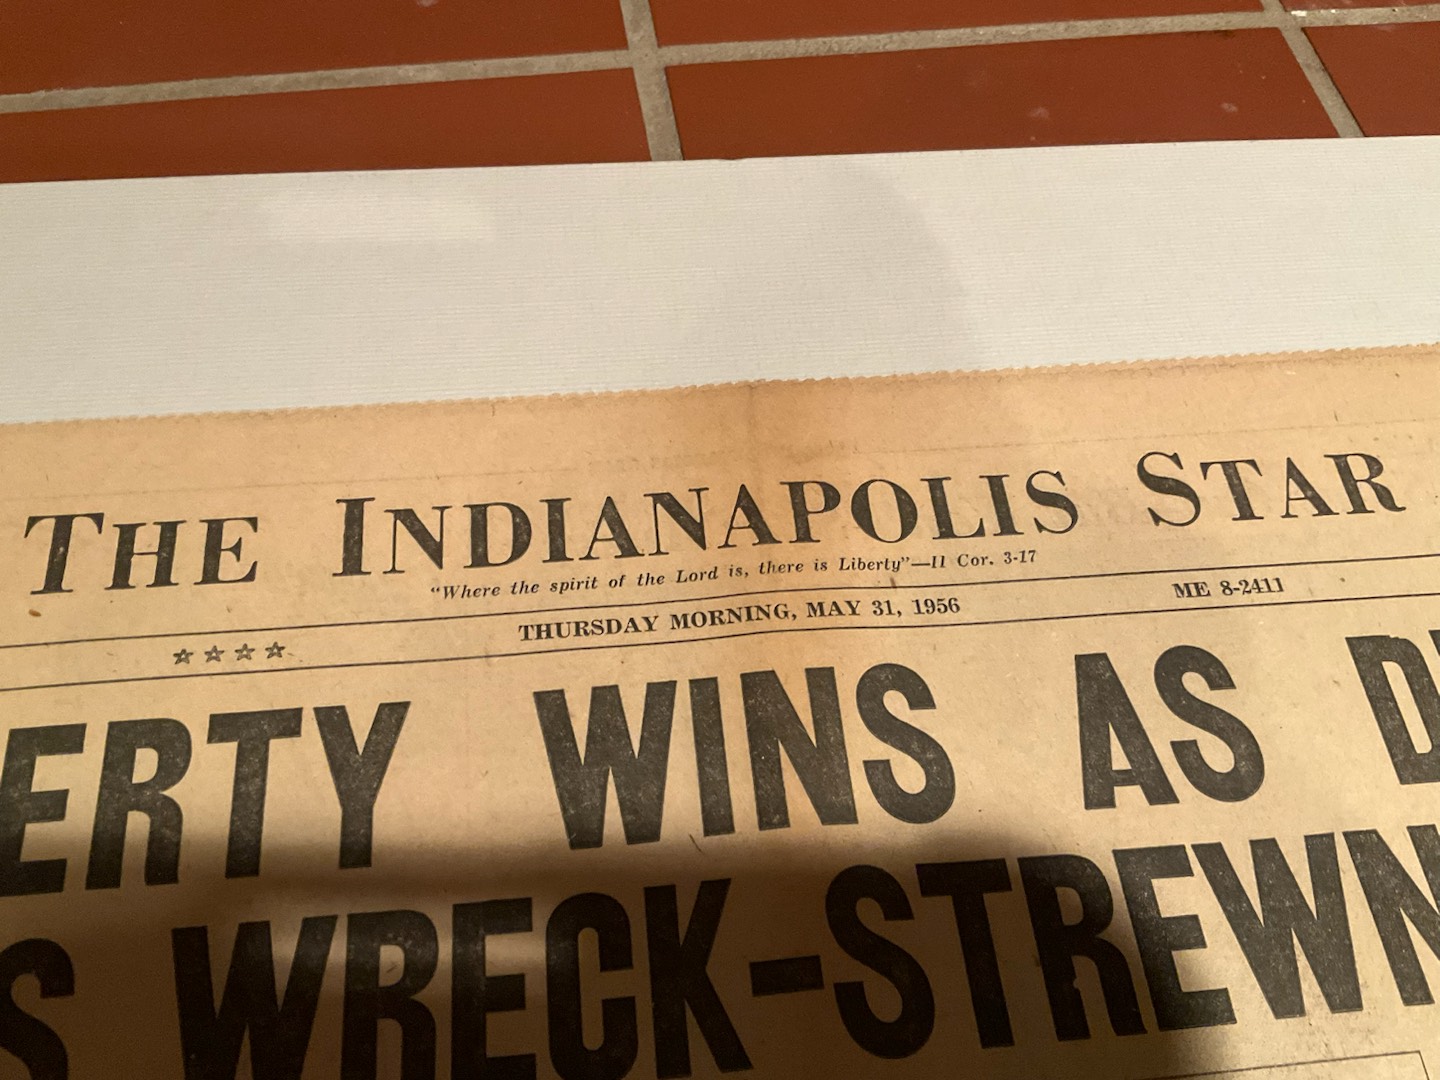 THE INDIANAPOLIS STAR
"Where the spirit of the Lord is, there is Liberty"—II Cor. 3-17
☆☆☆☆ THURSDAY MORNING, MAY 31, 1956 ME 8-2411
ERTY WINS AS D
S WRECK-STREWN